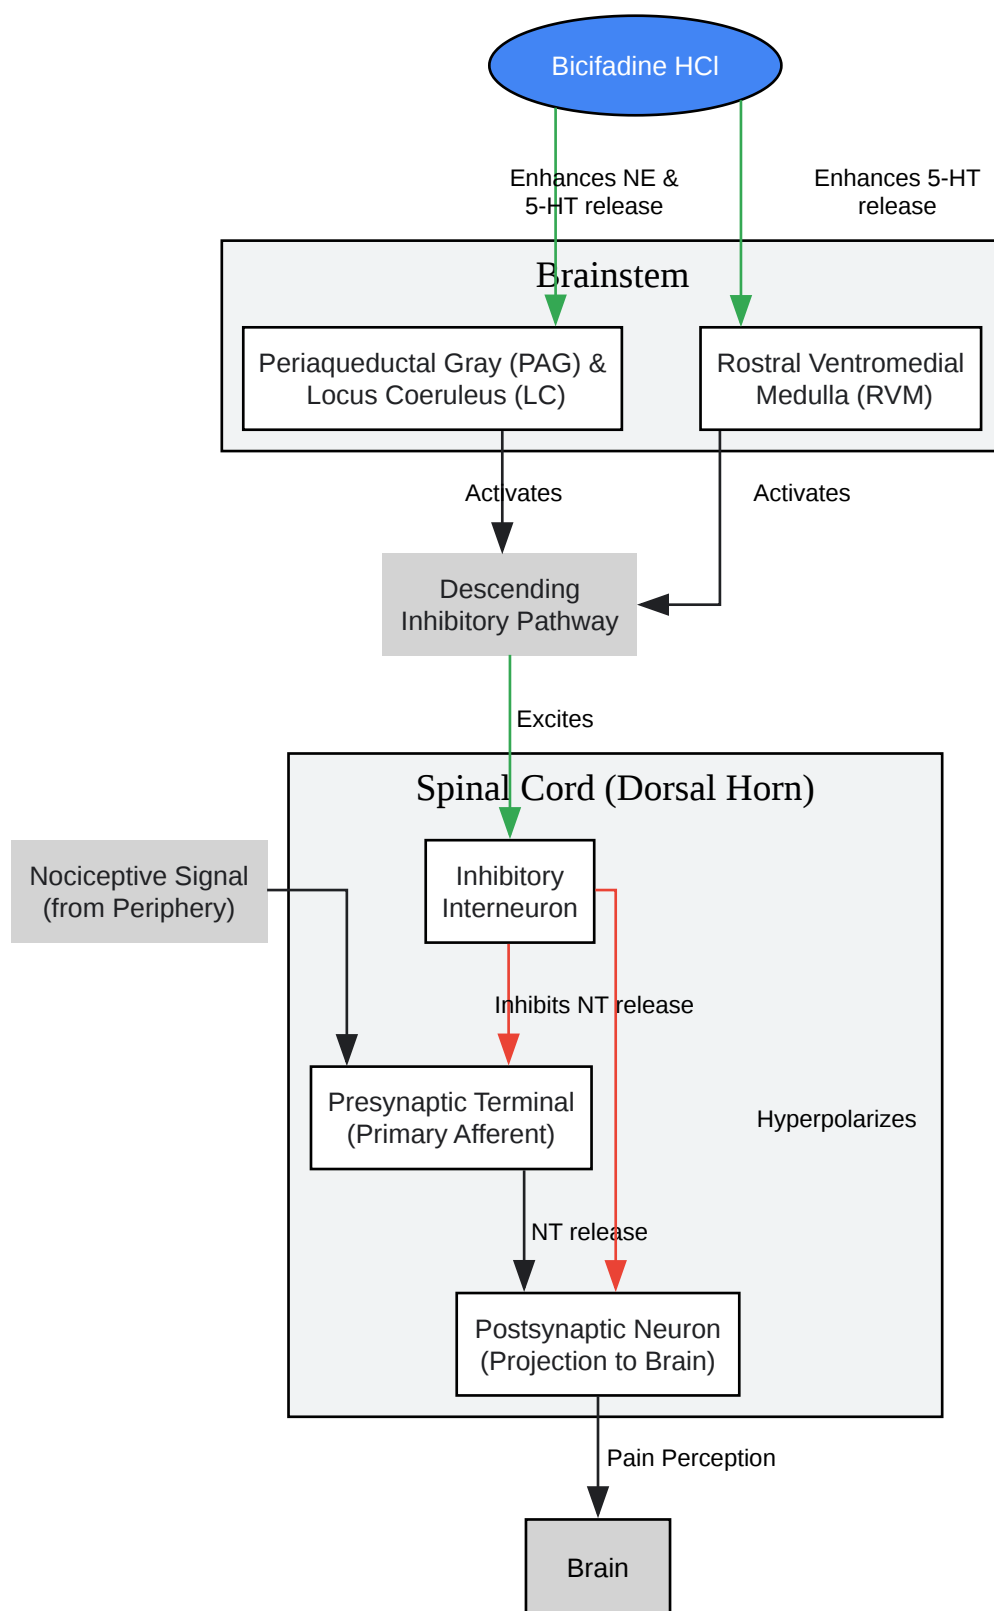 Bicifadine HCl
Enhances NE &
5-HT release
Enhances 5-HT
release
Brainstem
Periaqueductal Gray (PAG) &
Locus Coeruleus (LC)
Rostral Ventromedial
Medulla (RVM)
Activates
Activates
Descending
Inhibitory Pathway
Excites
Spinal Cord (Dorsal Horn)
Nociceptive Signal
(from Periphery)
Inhibitory
Interneuron
Inhibits NT release
Presynaptic Terminal
(Primary Afferent)
Hyperpolarizes
NT release
Postsynaptic Neuron
(Projection to Brain)
Pain Perception
Brain